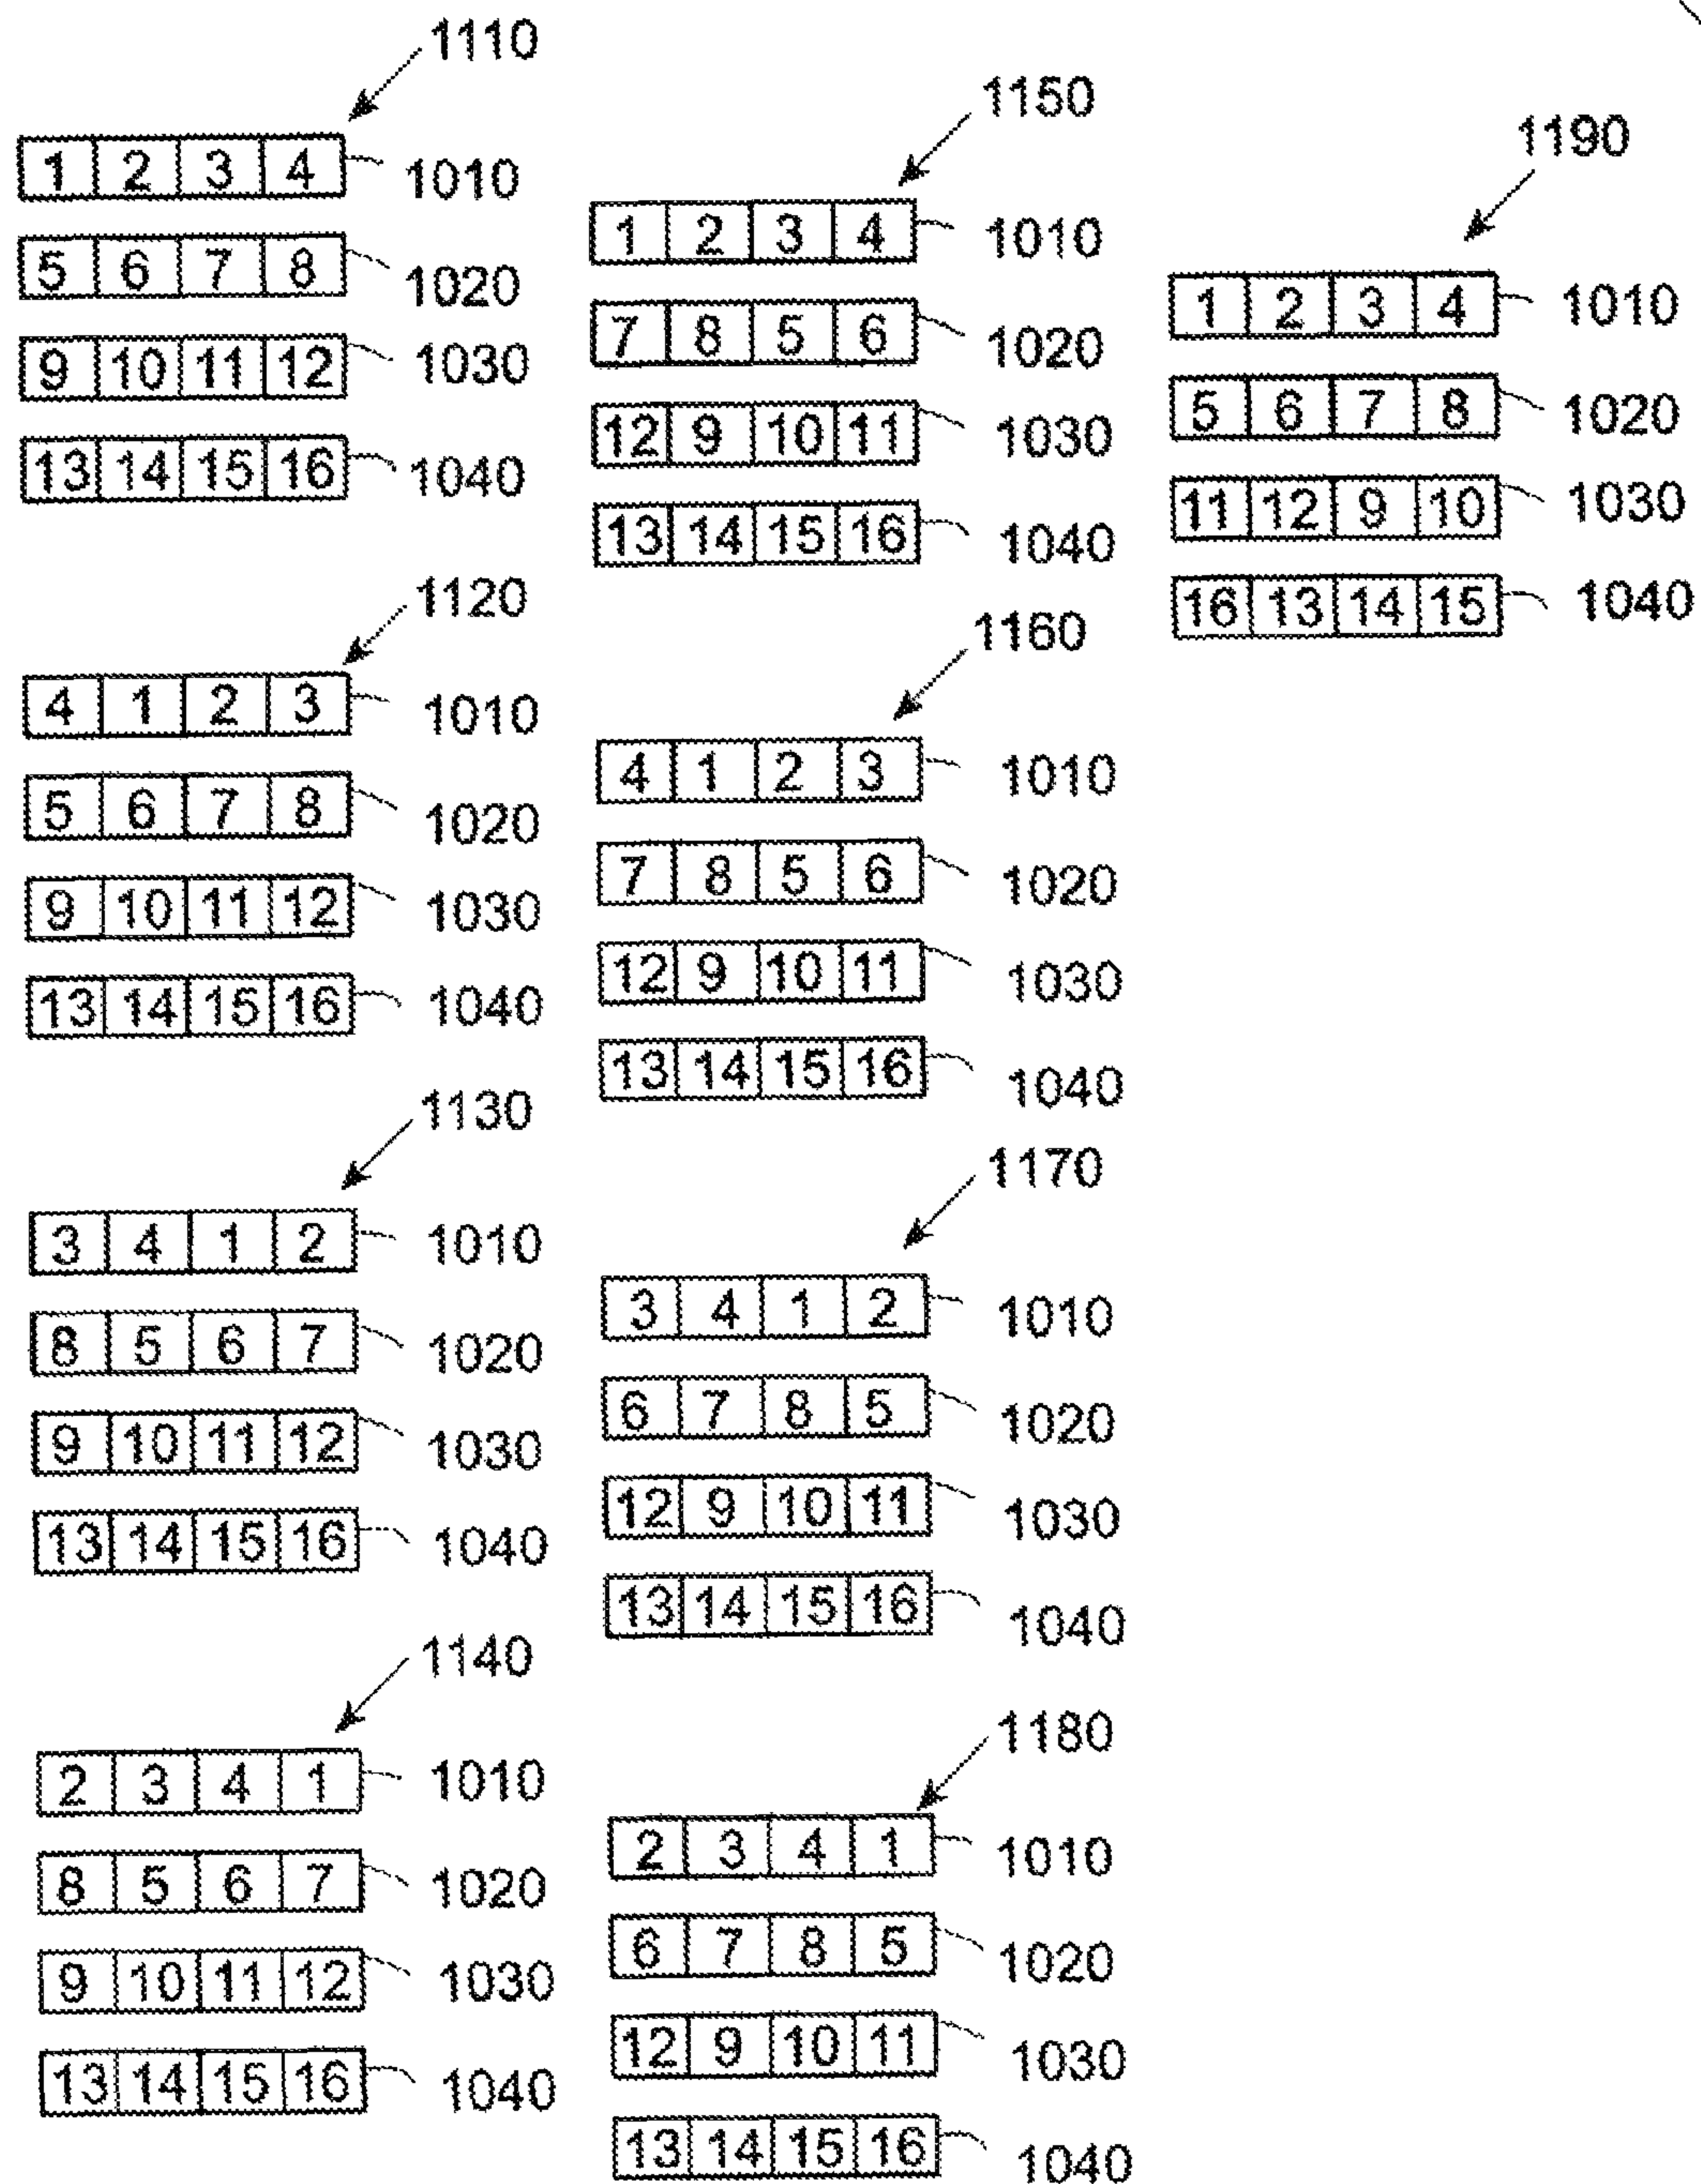 1110
1 2 3 4 1010
5 6 7 8 1020
9 10 11 12 1030
13 14 15 16 1040
1120
4 1 2 3 1010
5 6 7 8 1020
9 10 11 12 1030
13 14 15 16 1040
1130
3 4 1 2 1010
8 5 6 7 1020
9 10 11 12 1030
13 14 15 16 1040
1140
2 3 4 1 1010
8 5 6 7 1020
9 10 11 12 1030
13 14 15 16 1040
1150
1 2 3 4 1010
7 8 5 6 1020
12 9 10 11 1030
13 14 15 16 1040
1160
4 1 2 3 1010
7 8 5 6 1020
12 9 10 11 1030
13 14 15 16 1040
1170
3 4 1 2 1010
6 7 8 5 1020
12 9 10 11 1030
13 14 15 16 1040
1180
2 3 4 1 1010
6 7 8 5 1020
12 9 10 11 1030
13 14 15 16 1040
1190
1 2 3 4 1010
5 6 7 8 1020
11 12 9 10 1030
16 13 14 15 1040